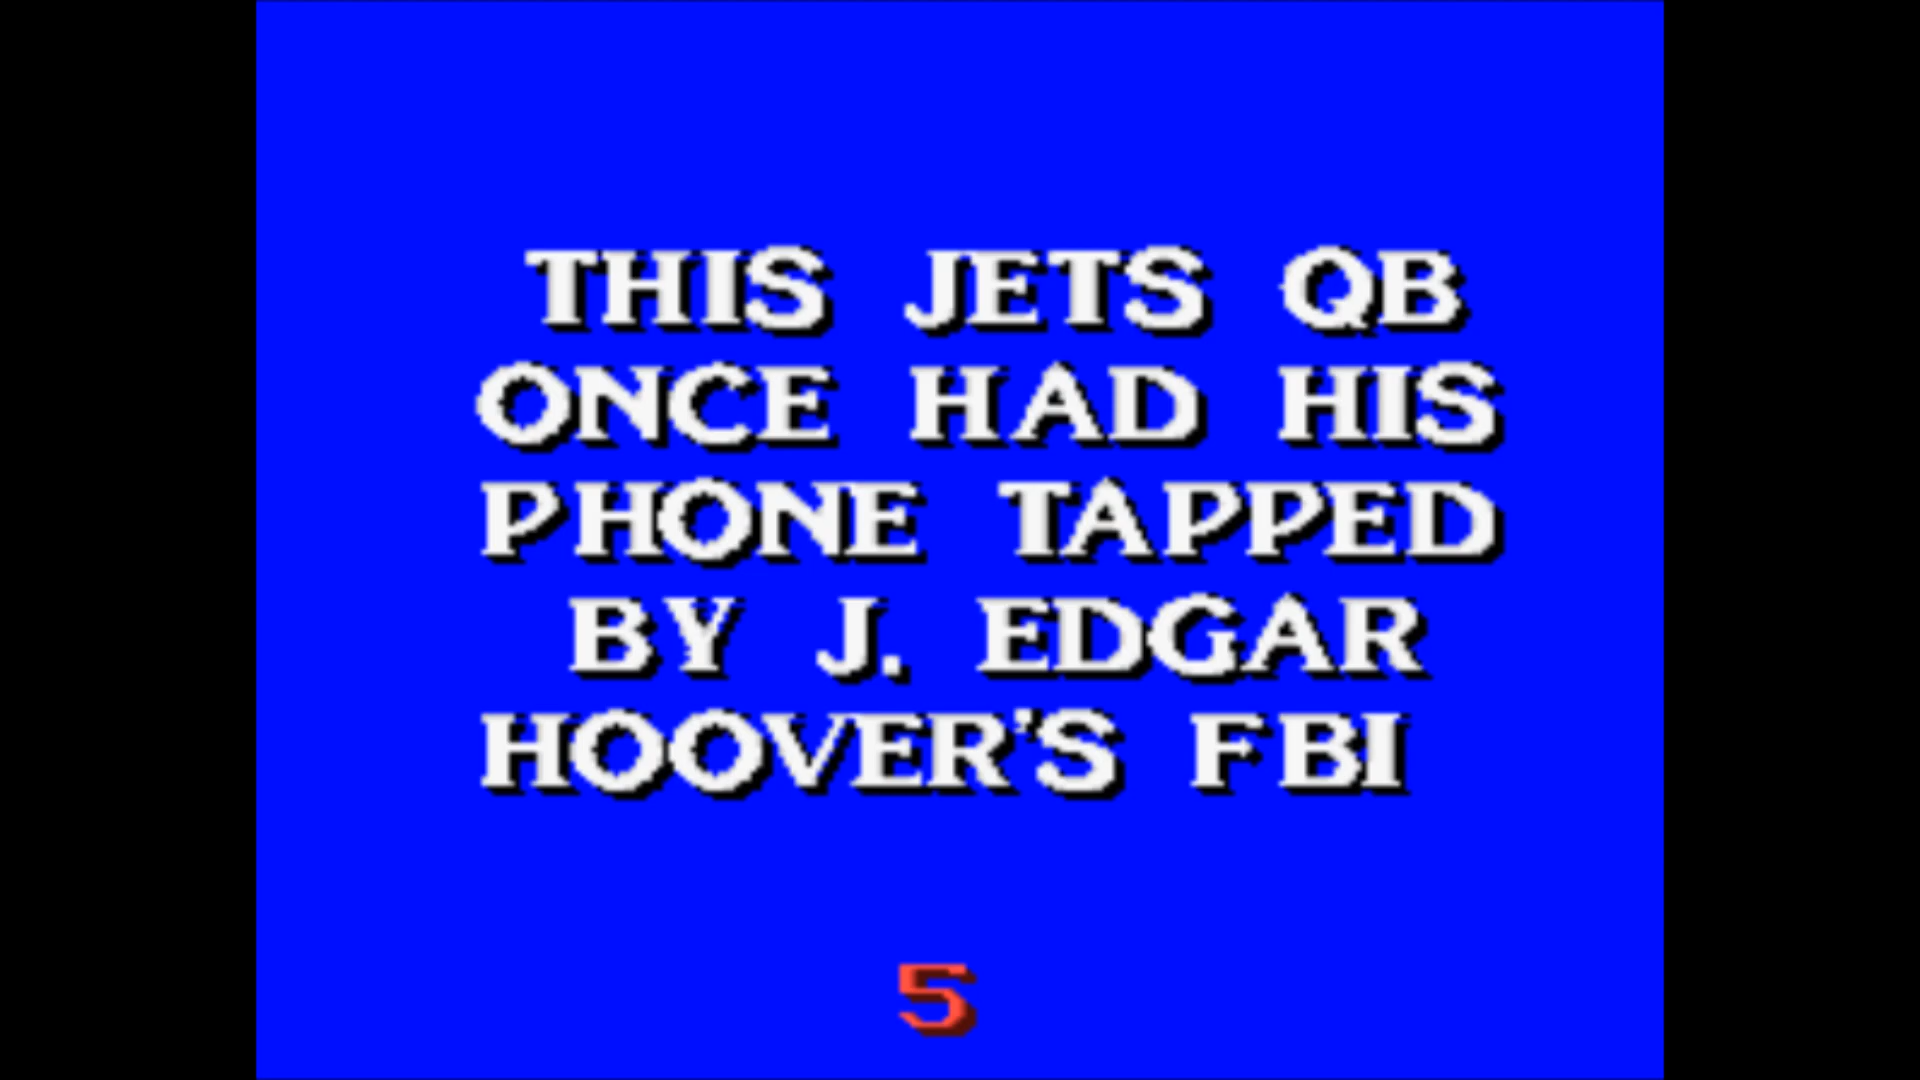 THIS JETS QB
ONCE HAD HIS
PHONE TAPPED
BY J. EDGAR
HOOVER'S FBI
5